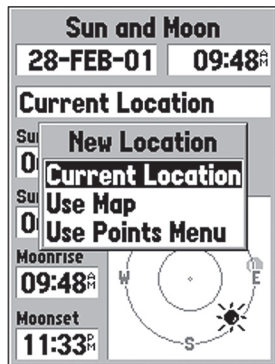 Sun and Moon
28-FEB-01 09:48AM
Current Location
New Location
Current Location
Use Map
Use Points Menu
Moonrise
09:48AM
Moonset
11:33PM
W
E
S